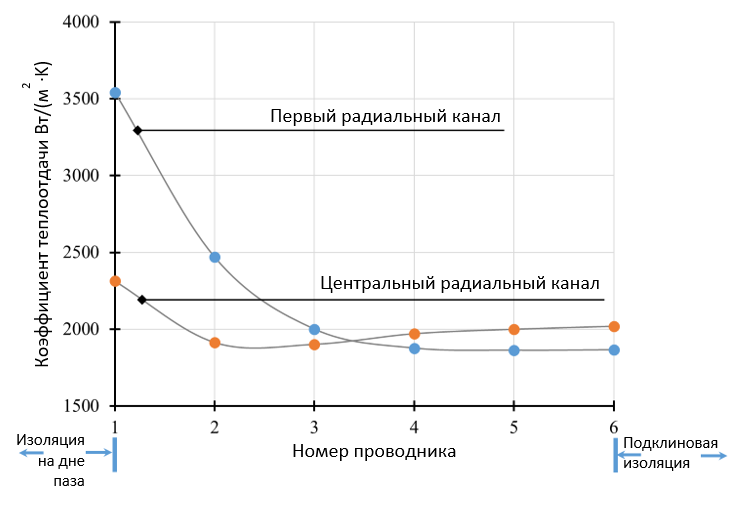 4000
3500
3000
2500
2000
1500
Коэффициент теплоотдачи Вт/(м²·К)
Первый радиальный канал
Центральный радиальный канал
1 2 3 4 5 6
Номер проводника
Изоляция
на дне
паза
Подклиновая
изоляция